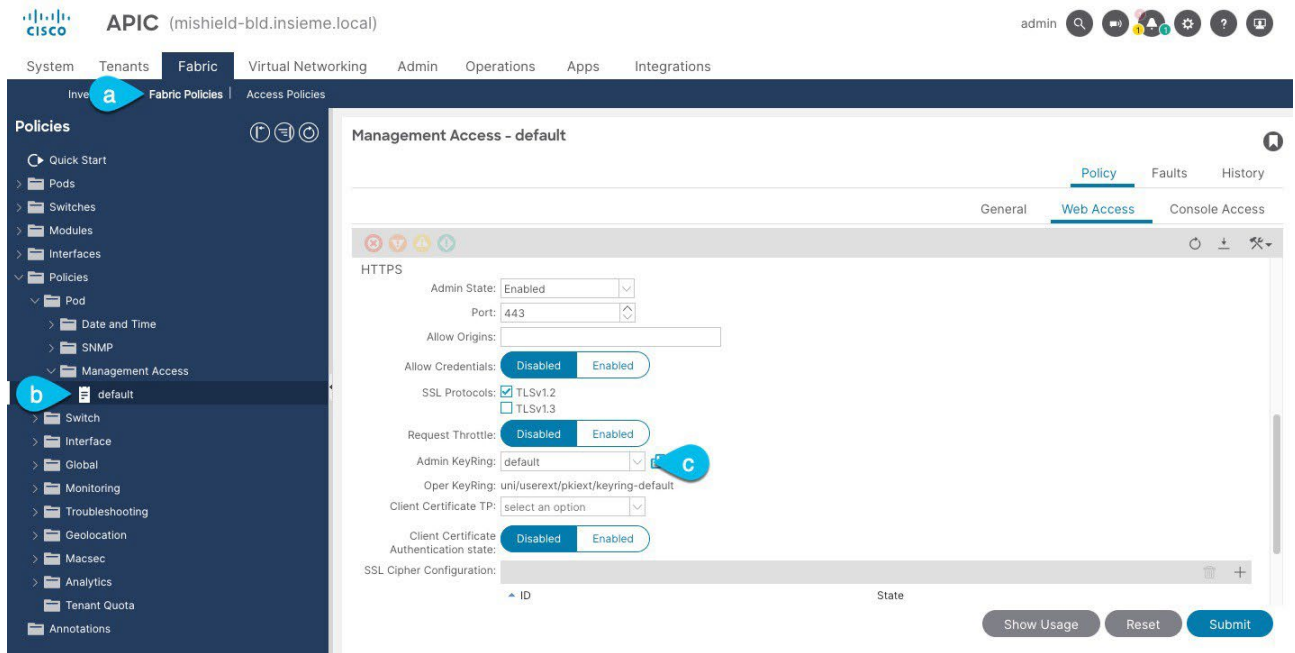 CISCO
APIC (mishield-bld.insieme.local)
admin
1 1
System Tenants Fabric Virtual Networking Admin Operations Apps Integrations
a Fabric Policies | Access Policies
Policies
Quick Start
Pods
Switches
Modules
Interfaces
Policies
Pod
Date and Time
SNMP
Management Access
b default
Switch
Interface
Global
Monitoring
Troubleshooting
Geolocation
Macsec
Analytics
Tenant Quota
Annotations
Management Access - default
Policy Faults History
General Web Access Console Access
HTTPS
Admin State: Enabled
Port: 443
Allow Origins:
Allow Credentials: Disabled Enabled
SSL Protocols: TLSv1.2
TLSv1.3
Request Throttle: Disabled Enabled
Admin KeyRing: default c
Oper KeyRing: uni/userext/pkiext/keyring-default
Client Certificate TP: select an option
Client Certificate
Authentication state: Disabled Enabled
SSL Cipher Configuration:
ID State
Show Usage Reset Submit